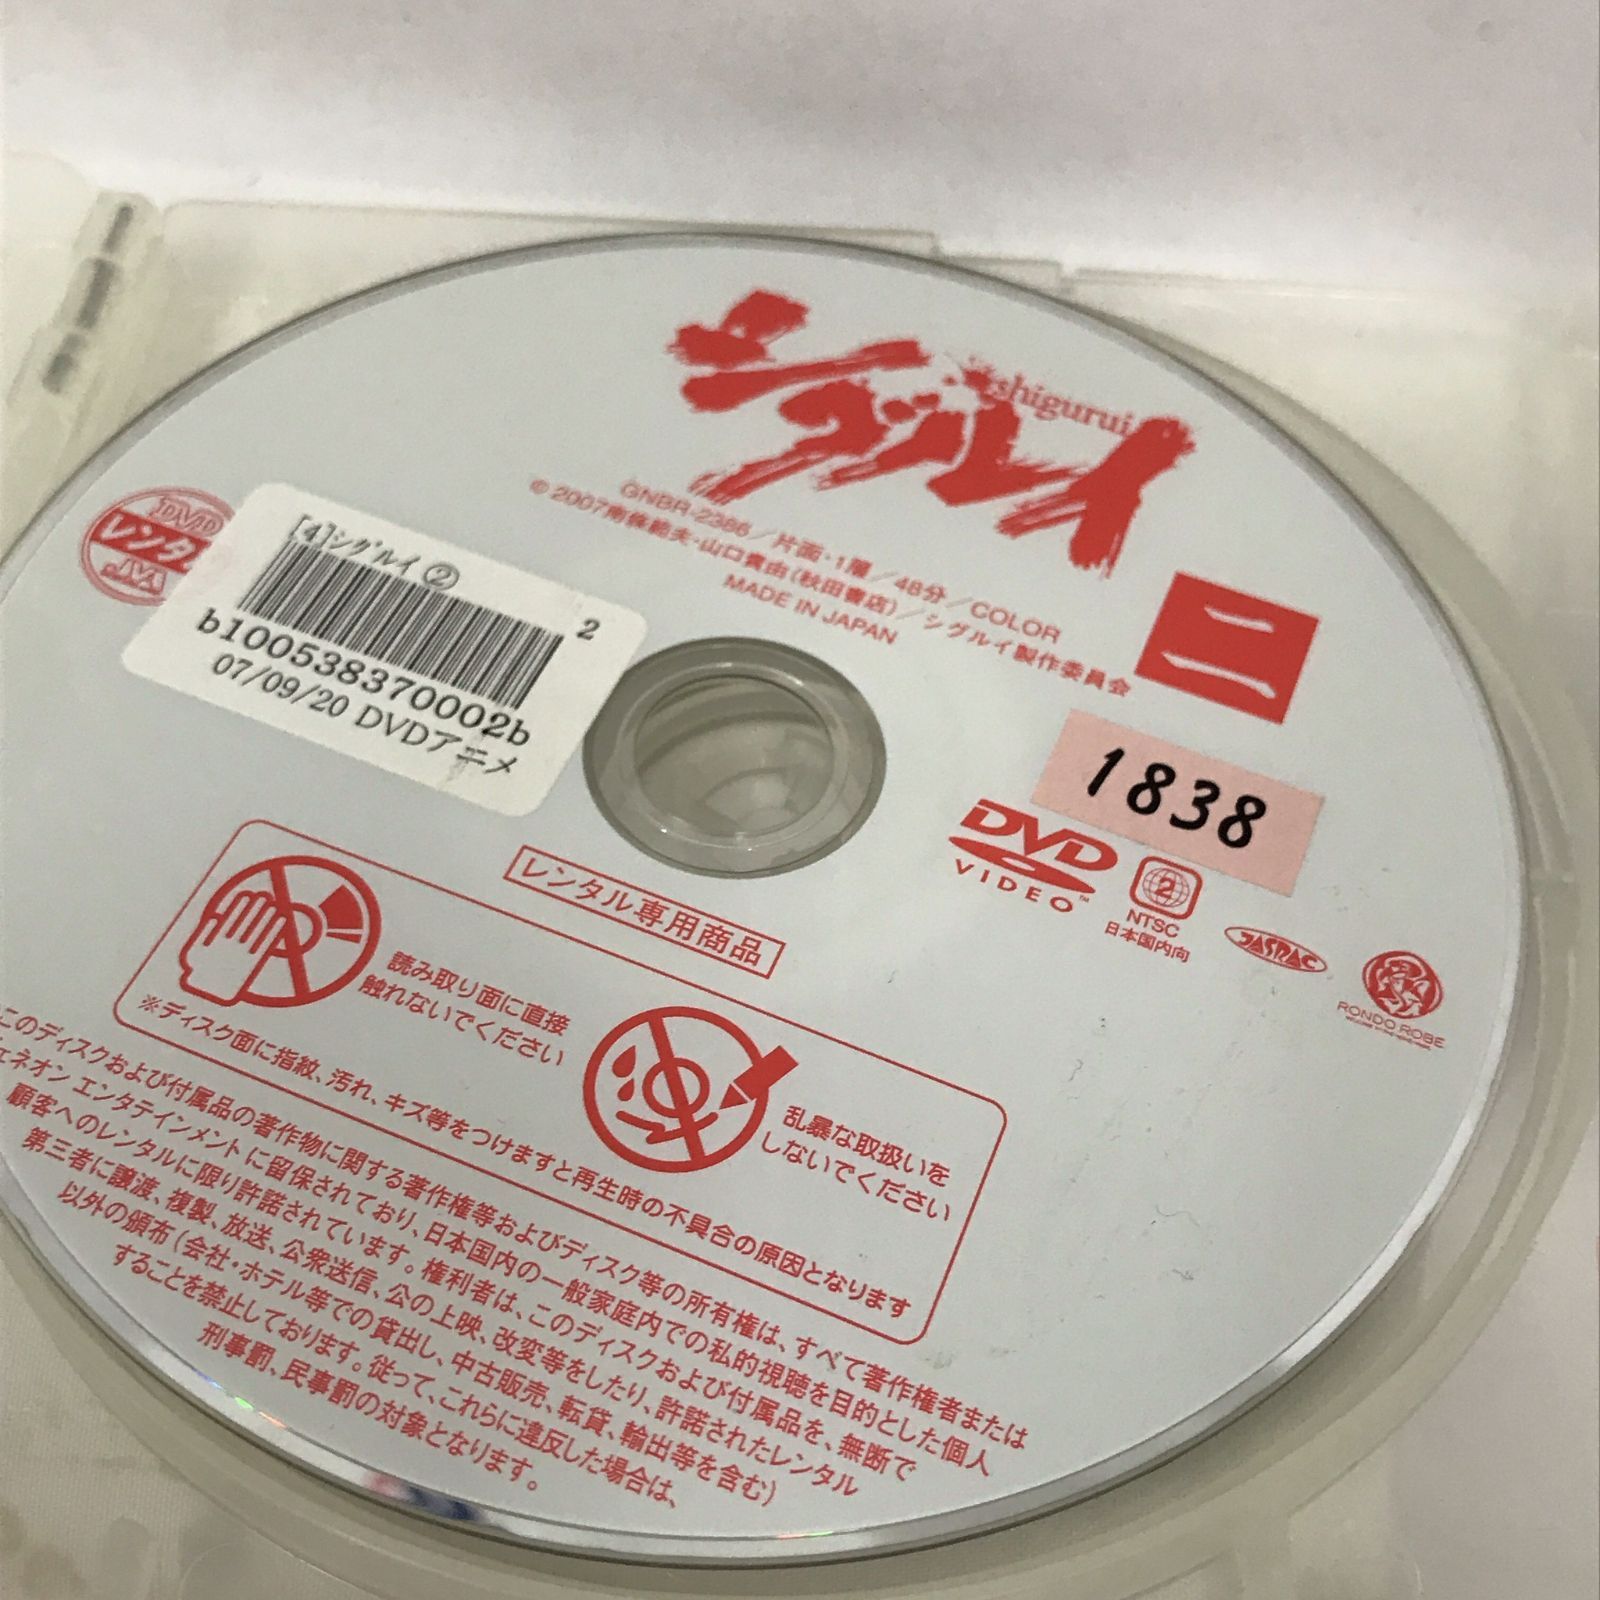 シグルイ
shigurui
GNBR-2386／片面・1層／48分／COLOR
© 2007南條範夫・山口貴由（秋田書店）／シグルイ製作委員会
MADE IN JAPAN
二
DVD
レンタル
JVA
[4]シグルイ ②
2
b100538370002b
07/09/20 DVDアニメ
1838
DVD
VIDEO™
2
NTSC
日本国内向
JASRAC
RONDO ROBE
レンタル専用商品
読み取り面に直接
触れないでください
乱暴な取扱いを
しないでください
※ディスク面に指紋、汚れ、キズ等をつけますと再生時の不具合の原因となります
このディスクおよび付属品の著作物に関する著作権等およびディスク等の所有権は、すべて著作権者または
ジェネオン エンタテインメントに留保されており、日本国内の一般家庭内での私的視聴を目的とした個人
顧客へのレンタルに限り許諾されています。権利者は、このディスクおよび付属品を、無断で
第三者に譲渡、複製、放送、公衆送信、公の上映、改変等をしたり、許諾されたレンタル
以外の頒布（会社・ホテル等での貸出し、中古販売、転貸、輸出等を含む）
することを禁止しております。従って、これらに違反した場合は、
刑事罰、民事罰の対象となります。